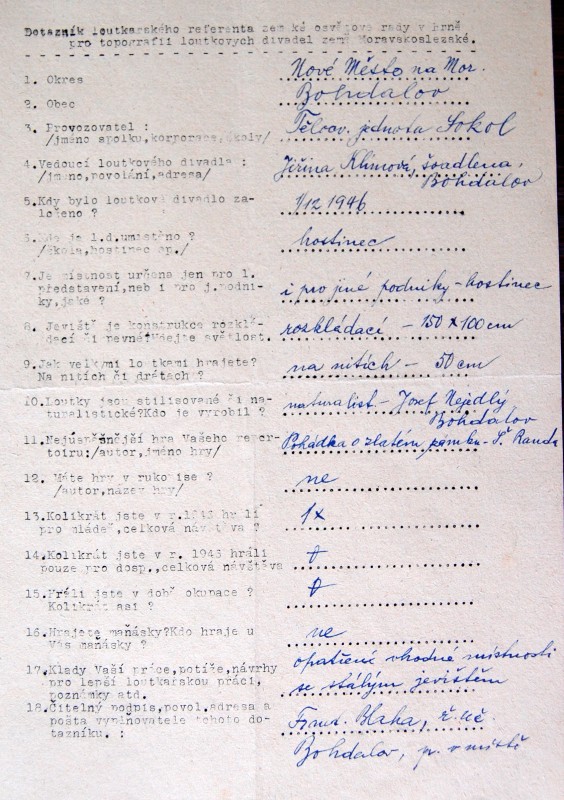 Dotazník loutkařského referenta zemské osvětové rady v Brně
pro topografii loutkových divadel země Moravskoslezské.
1. Okres Nové Město na Mor.
2. Obec Bohdalov
3. Provozovatel : Tělocv. jednota Sokol
/jméno spolku,korporace,školy/
4.Vedoucí loutkového divadla : Jiřina Klímová, švadlena,
/jméno,povolání,adresa/ Bohdalov
5.Kdy bylo loutkové divadlo za-
loženo ? 1/12 1946
6.Kde je l.d.umístěno ? hostinec
/škola,hostinec ap./
7.Je místnost určena jen pro l.
představení,neb i pro j.podni- i pro jiné podniky - hostinec
ky,jaké ?
8. Jeviště je konstrukce rozklá-
dací či pevné?Udejte světlost. rozkládací - 150 x 100 cm
9.Jak velkými loutkami hrajete?
Na nitích či drátech ? na nitích - 50 cm
10.Loutky jsou stilisované či na- naturalist - Josef Nejedlý
turalistické?Kdo je vyrobil ? Bohdalov
11.Nejúspěšnější hra Vašeho reper- Pohádka o zlatém zámku - F. Randa
toiru:/autor,jméno hry/
12. Máte hry v rukopise ? ne
/autor,název hry/
13.Kolikrát jste v r.1945 hráli 1x
pro mládež,celková návštěva ?
14.Kolikrát jste v r. 1945 hráli 0
pouze pro dosp.,celková návštěva
15.Hráli jste v době okupace ? 0
Kolikrát asi ?
16.Hrajete maňásky?Kdo hraje u ne
Vás maňásky ?
17.Klady Vaší práce,potíže,návrhy opatření vhodné místnosti
pro lepší loutkářskou práci, se stálým jevištěm
poznámky atd.
18.Čitelný podpis,povol.adresa a
pošta vyplňovatele tohoto do- Frant. Blaha, ř. uč.
tazníku. : Bohdalov, p. v místě